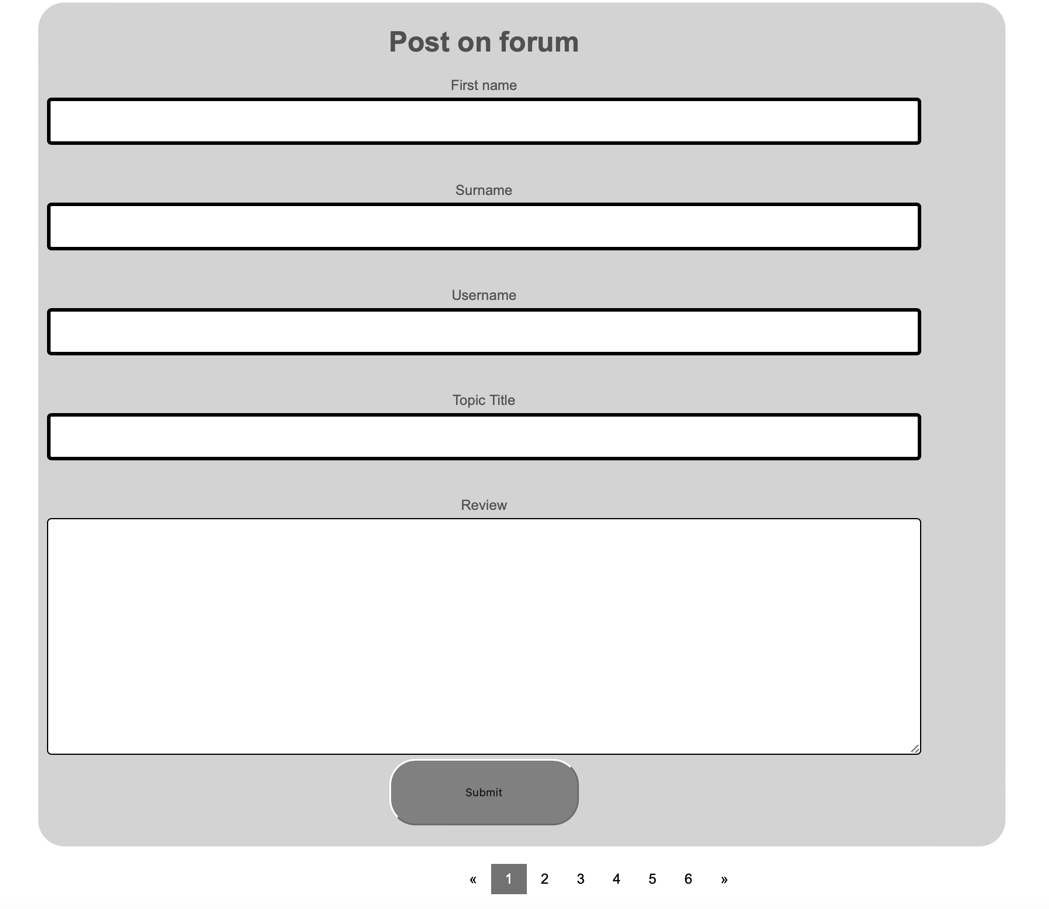 Post on forum
First name
Surname
Username
Topic Title
Review
Submit
« 1 2 3 4 5 6 »